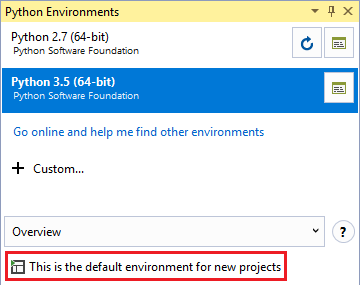 Python Environments
Python 2.7 (64-bit)
Python Software Foundation
Python 3.5 (64-bit)
Python Software Foundation
Go online and help me find other environments
+ Custom...
Overview
?
This is the default environment for new projects